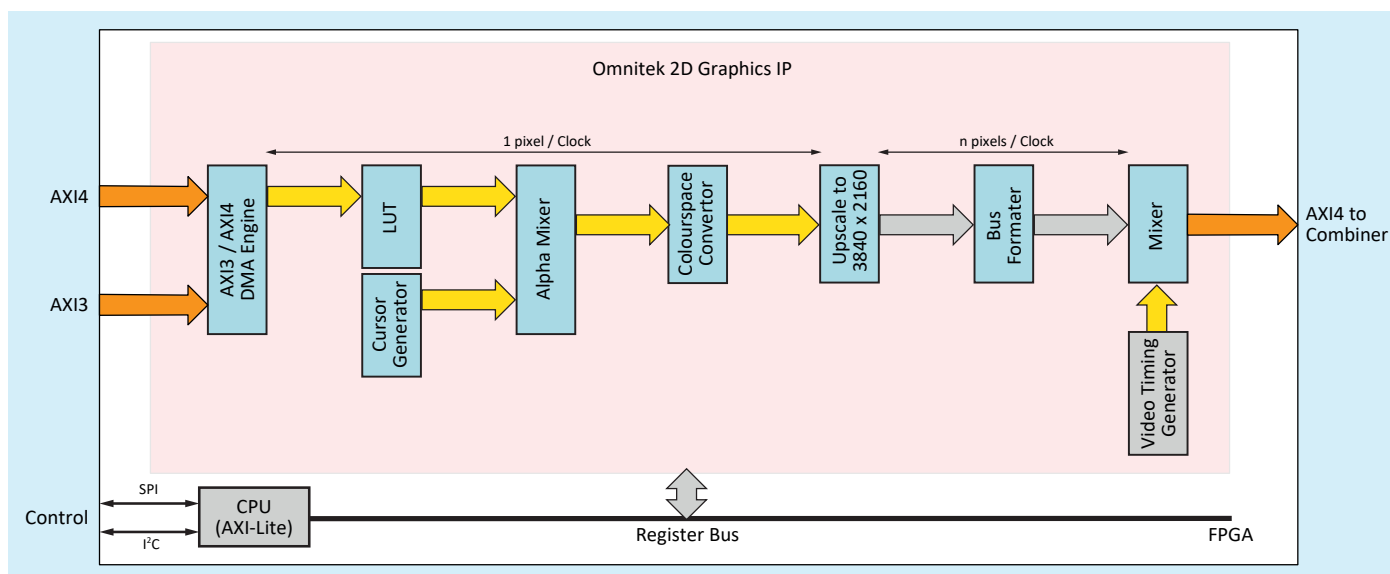 Omnitek 2D Graphics IP
1 pixel / Clock
n pixels / Clock
AXI4
AXI3
AXI3 / AXI4
DMA Engine
LUT
Cursor
Generator
Alpha Mixer
Colourspace
Convertor
Upscale to
3840 x 2160
Bus
Formater
Mixer
AXI4 to
Combiner
Video Timing
Generator
Control
SPI
I²C
CPU
(AXI-Lite)
Register Bus
FPGA